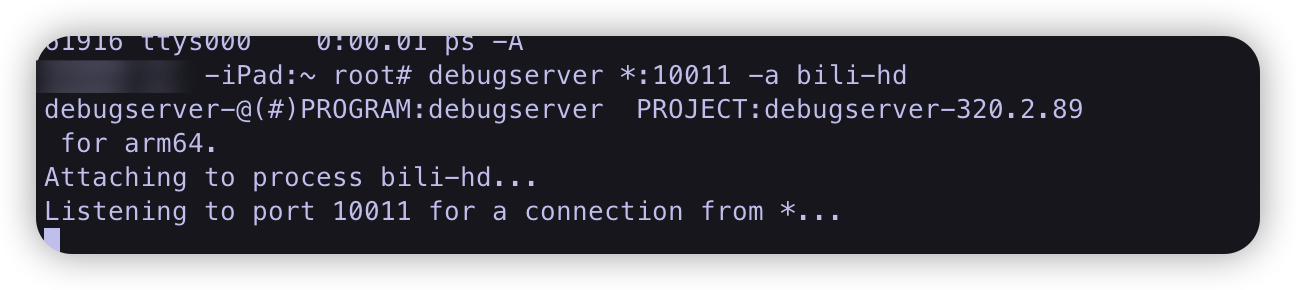 61916 ttys000    0:00.01 ps -A
-iPad:~ root# debugserver *:10011 -a bili-hd
debugserver-@(#)PROGRAM:debugserver  PROJECT:debugserver-320.2.89
 for arm64.
Attaching to process bili-hd...
Listening to port 10011 for a connection from *...